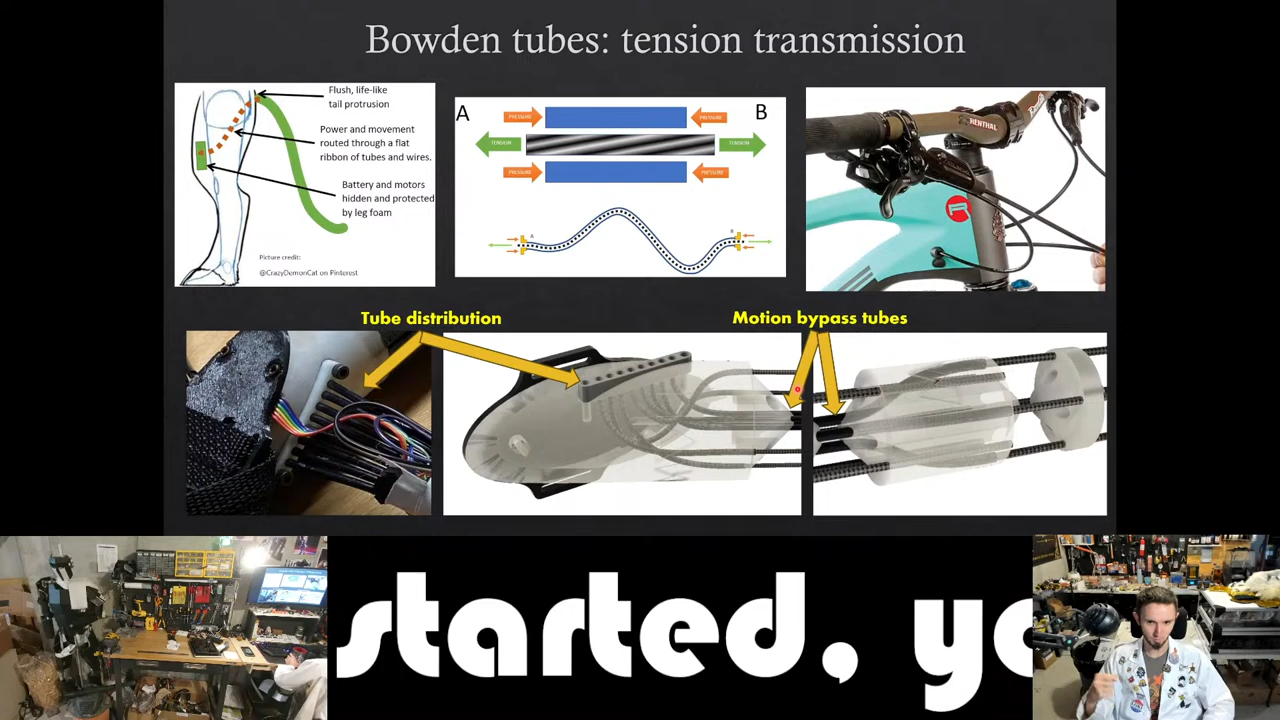 Bowden tubes: tension transmission
Flush, life-like
tail protrusion
Power and movement
routed through a flat
ribbon of tubes and wires.
Battery and motors
hidden and protected
by leg foam
Picture credit:
@CrazyDemonCat on Pinterest
A
B
PRESSURE
PRESSURE
TENSION
TENSION
PRESSURE
PRESSURE
A
B
RENTHAL
R
Tube distribution
Motion bypass tubes
started, yo